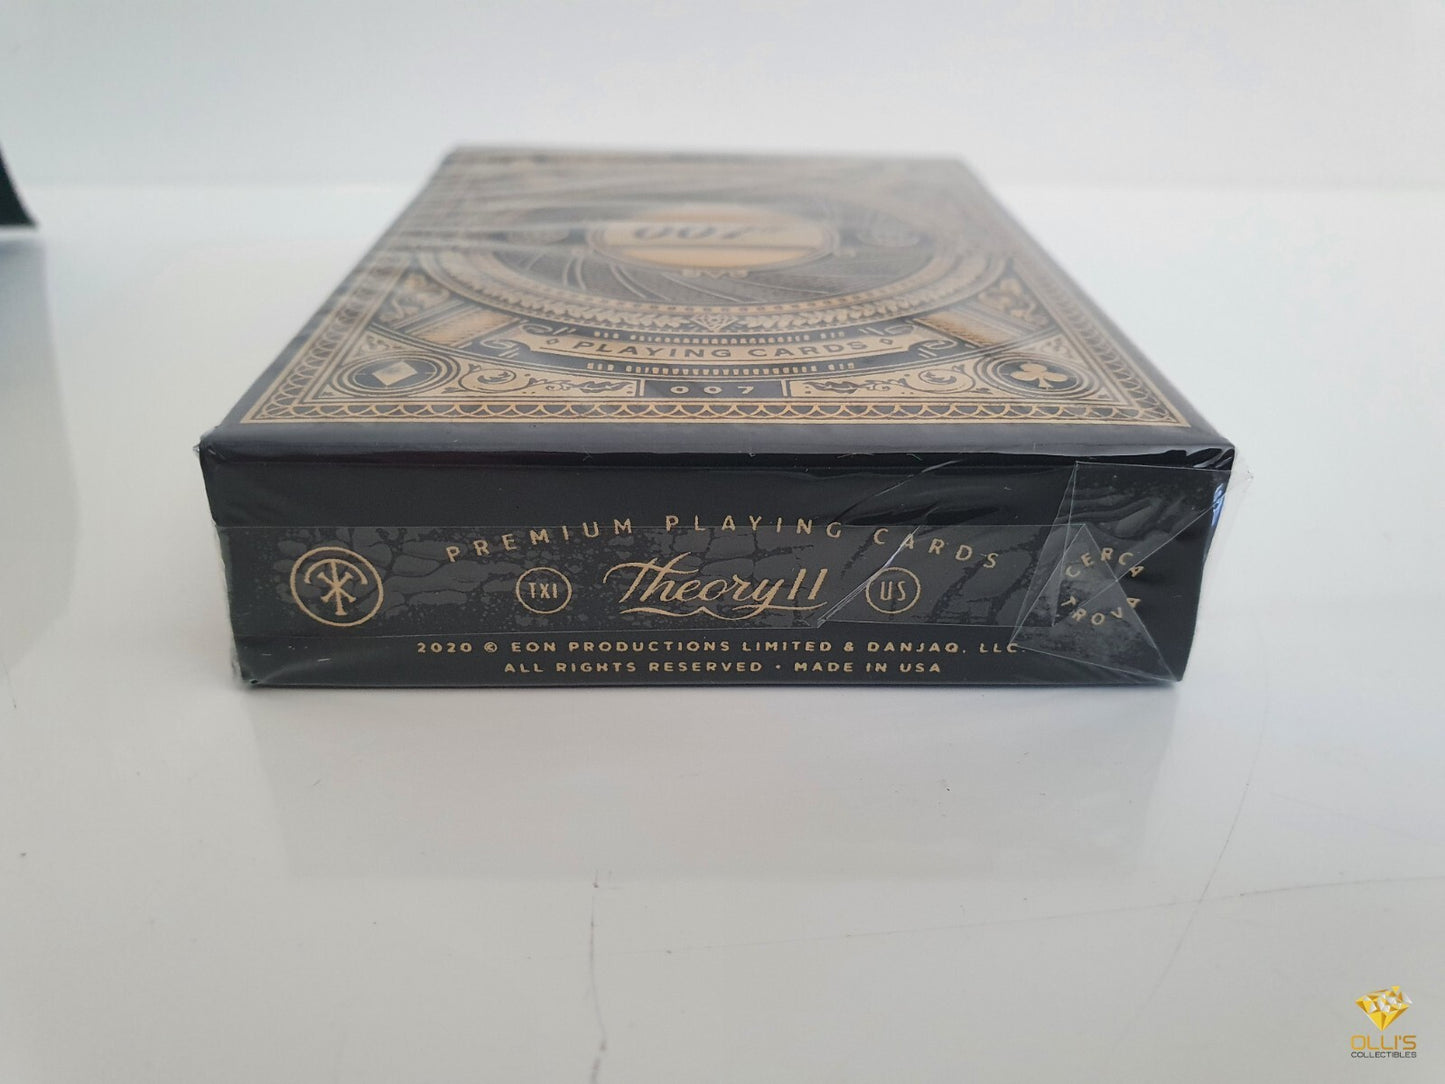 007
PLAYING CARDS
007
PREMIUM PLAYING CARDS
TXI
Theory11
US
CERCA
TROVA
2020 © EON PRODUCTIONS LIMITED & DANJAQ, LLC.
ALL RIGHTS RESERVED · MADE IN USA
OLLI'S
COLLECTIBLES